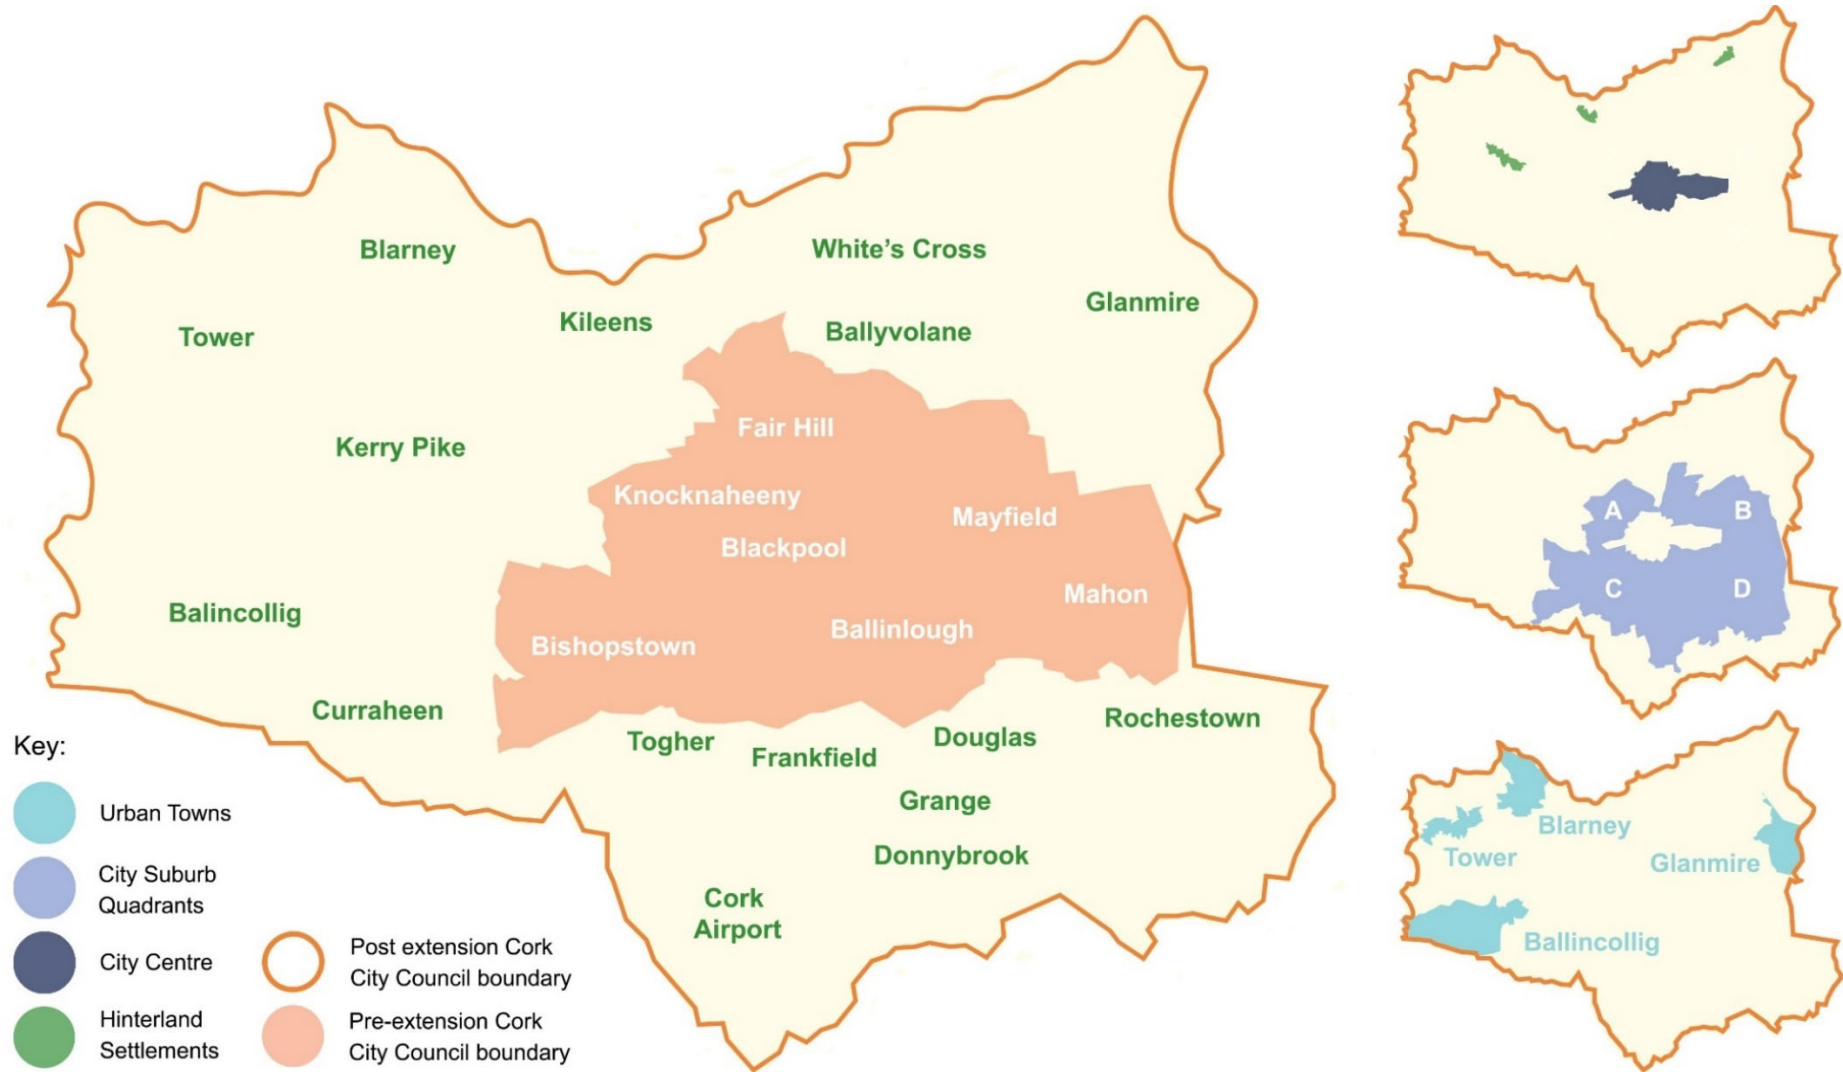 Blarney
White's Cross
Glanmire
Kileens
Ballyvolane
Tower
Fair Hill
Kerry Pike
Knocknaheeny
Mayfield
Blackpool
Mahon
Balincollig
Ballinlough
Bishopstown
Curraheen
Rochestown
Togher
Douglas
Frankfield
Grange
Donnybrook
Cork
Airport
Key:
Urban Towns
City Suburb
Quadrants
City Centre
Hinterland
Settlements
Post extension Cork
City Council boundary
Pre-extension Cork
City Council boundary
A
B
C
D
Blarney
Tower
Glanmire
Ballincollig